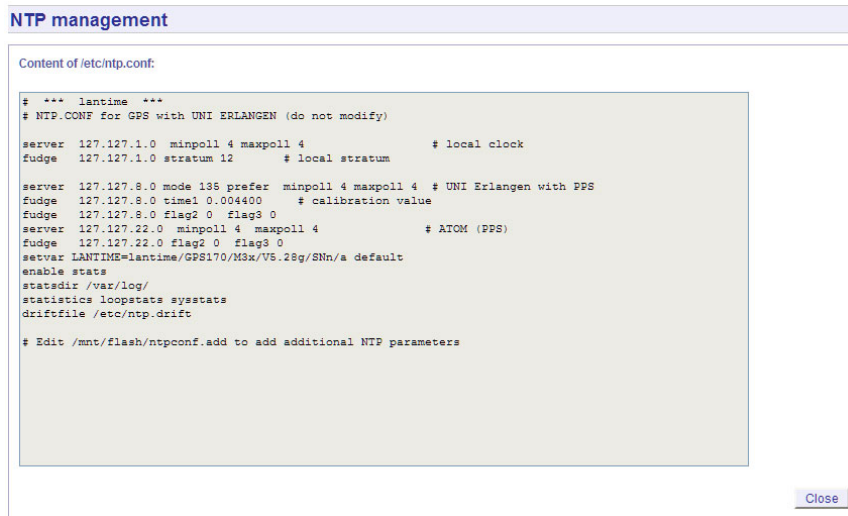 NTP management
Content of /etc/ntp.conf:
# *** lantime ***
# NTP.CONF for GPS with UNI ERLANGEN (do not modify)
server 127.127.1.0 minpoll 4 maxpoll 4 # local clock
fudge 127.127.1.0 stratum 12 # local stratum
server 127.127.8.0 mode 135 prefer minpoll 4 maxpoll 4 # UNI Erlangen with PPS
fudge 127.127.8.0 time1 0.004400 # calibration value
fudge 127.127.8.0 flag2 0 flag3 0
server 127.127.22.0 minpoll 4 maxpoll 4 # ATOM (PPS)
fudge 127.127.22.0 flag2 0 flag3 0
setvar LANTIME=lantime/GPS170/M3x/V5.28g/SNn/a default
enable stats
statsdir /var/log/
statistics loopstats sysstats
driftfile /etc/ntp.drift
# Edit /mnt/flash/ntpconf.add to add additional NTP parameters
Close